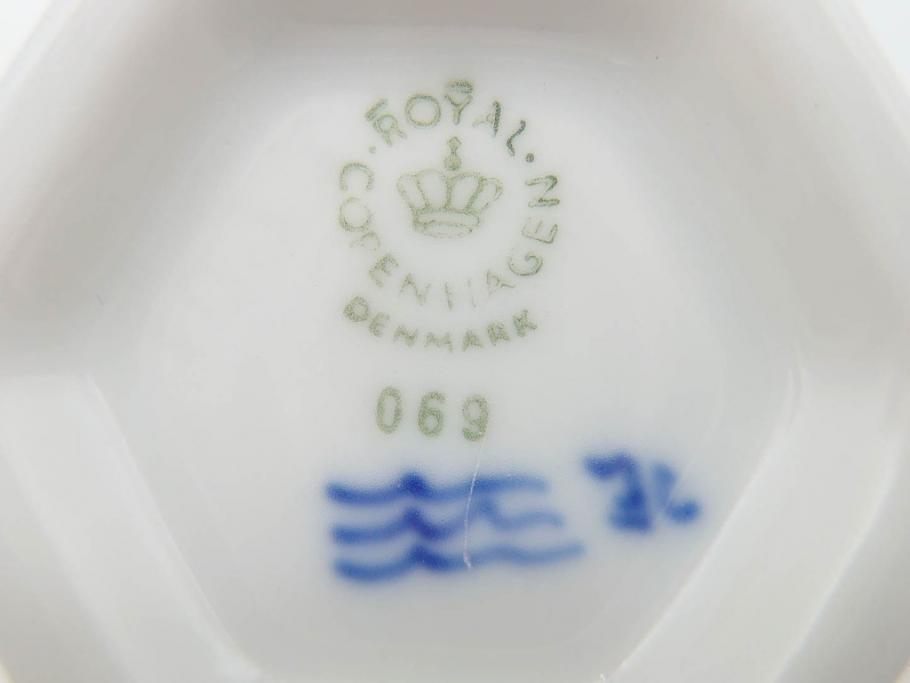 ROYAL
COPENHAGEN
DENMARK
069